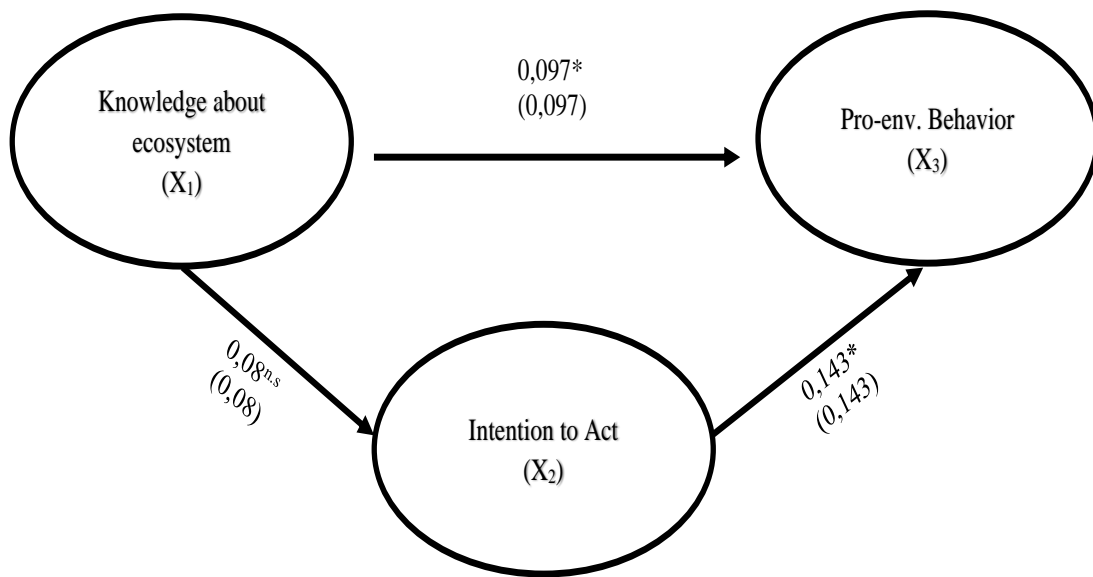 Knowledge about
ecosystem
(X₁)
0,097*
(0,097)
Pro-env. Behavior
(X₃)
0,08ⁿ·ˢ
(0,08)
Intention to Act
(X₂)
0,143*
(0,143)